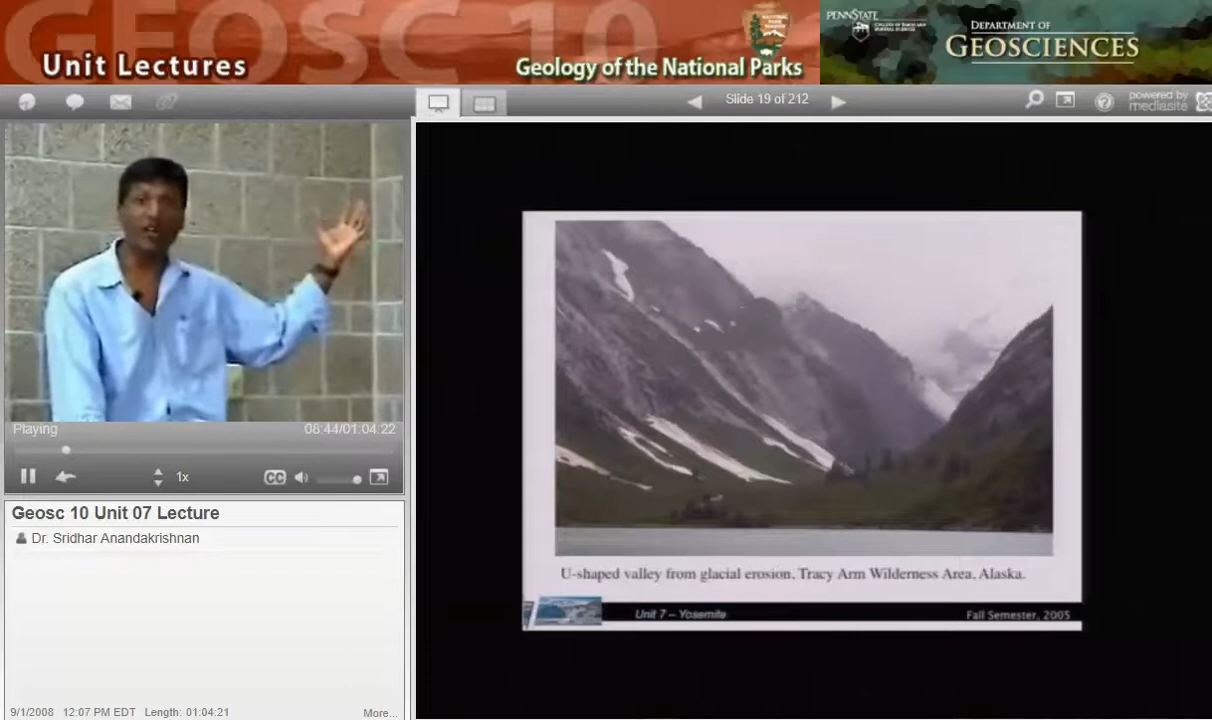 GEOSC 10
Unit Lectures
Geology of the National Parks
PENNSTATE
DEPARTMENT OF
GEOSCIENCES
Slide 19 of 212
powered by
mediasite
Playing
08:44/01:04:22
1x
CC
Geosc 10 Unit 07 Lecture
Dr. Sridhar Anandakrishnan
9/1/2008 12:07 PM EDT Length: 01:04:21
More...
U-shaped valley from glacial erosion, Tracy Arm Wilderness Area, Alaska.
Unit 7 – Yosemite
Fall Semester, 2005